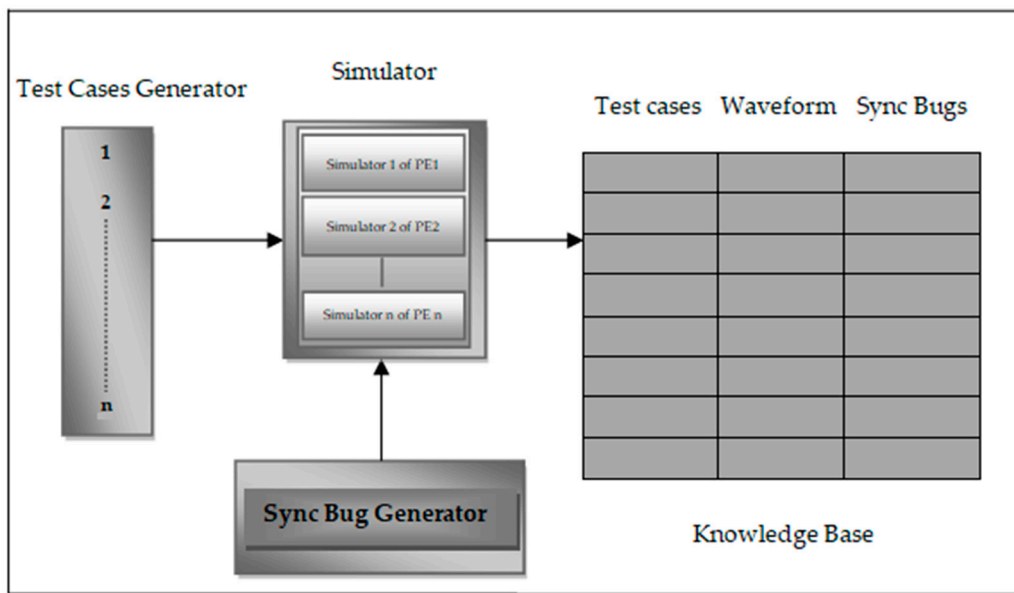 Test Cases Generator
1
2
n
Simulator
Simulator 1 of PE1
Simulator 2 of PE2
Simulator n of PE n
Sync Bug Generator
Test cases Waveform Sync Bugs
Knowledge Base